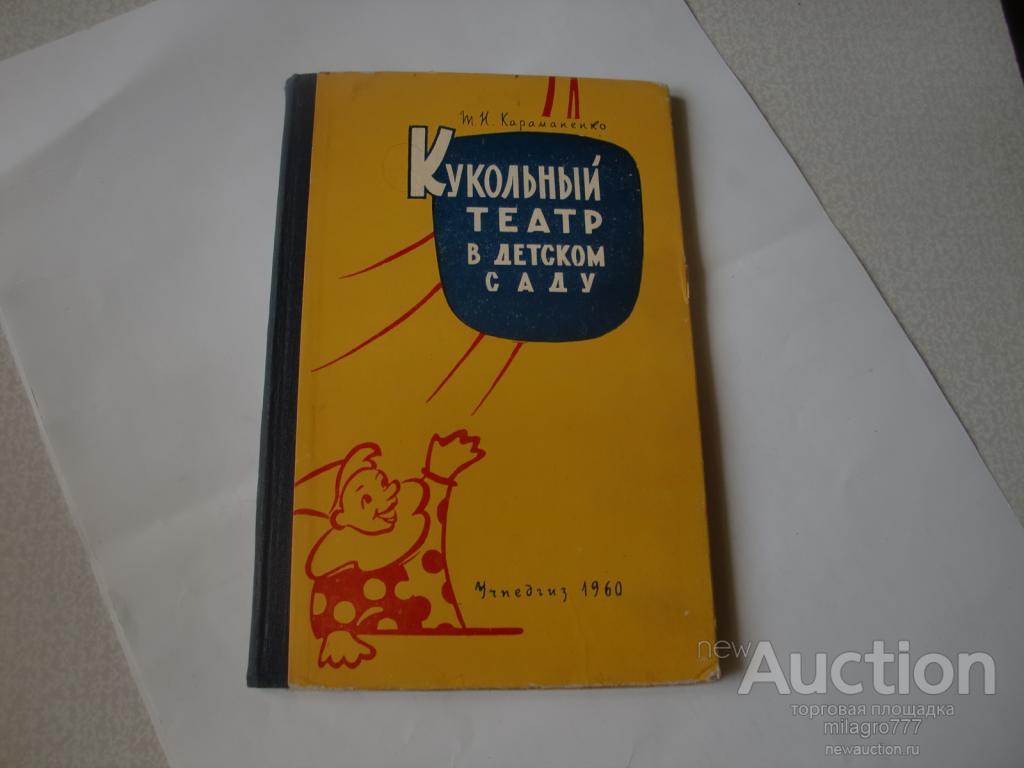 Т. Н. Караманенко
Кукольный
театр
в детском
саду
Учпедгиз 1960
newAuction
торговая площадка
milagro777
newauction.ru